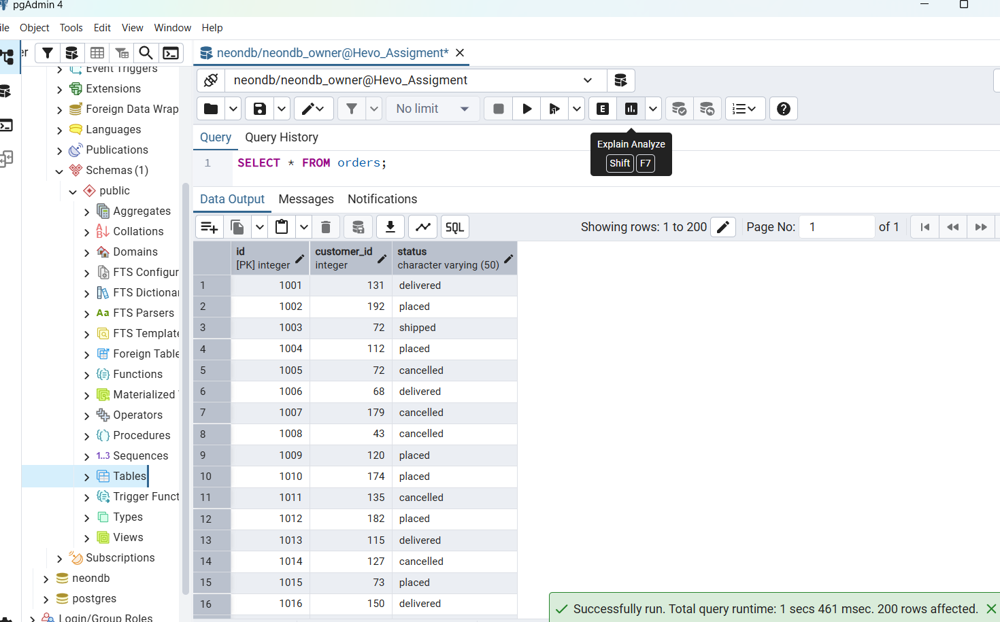 pgAdmin 4
ile Object Tools Edit View Window Help
er
neondb/neondb_owner@Hevo_Assigment*
neondb/neondb_owner@Hevo_Assigment
No limit
E
Explain Analyze
Shift F7
Query Query History
1 SELECT * FROM orders;
Data Output Messages Notifications
SQL
Showing rows: 1 to 200
Page No: 1 of 1
Event Triggers
Extensions
Foreign Data Wrap
Languages
Publications
Schemas (1)
public
Aggregates
Collations
Domains
FTS Configur
FTS Dictionar
Aa FTS Parsers
FTS Template
Foreign Table
Functions
Materialized
Operators
Procedures
1..3 Sequences
Tables
Trigger Funct
Types
Views
Subscriptions
neondb
postgres
Login/Group Roles
id customer_id status
[PK] integer integer character varying (50)
1 1001 131 delivered
2 1002 192 placed
3 1003 72 shipped
4 1004 112 placed
5 1005 72 cancelled
6 1006 68 delivered
7 1007 179 cancelled
8 1008 43 cancelled
9 1009 120 placed
10 1010 174 placed
11 1011 135 cancelled
12 1012 182 placed
13 1013 115 delivered
14 1014 127 cancelled
15 1015 73 placed
16 1016 150 delivered
Successfully run. Total query runtime: 1 secs 461 msec. 200 rows affected.